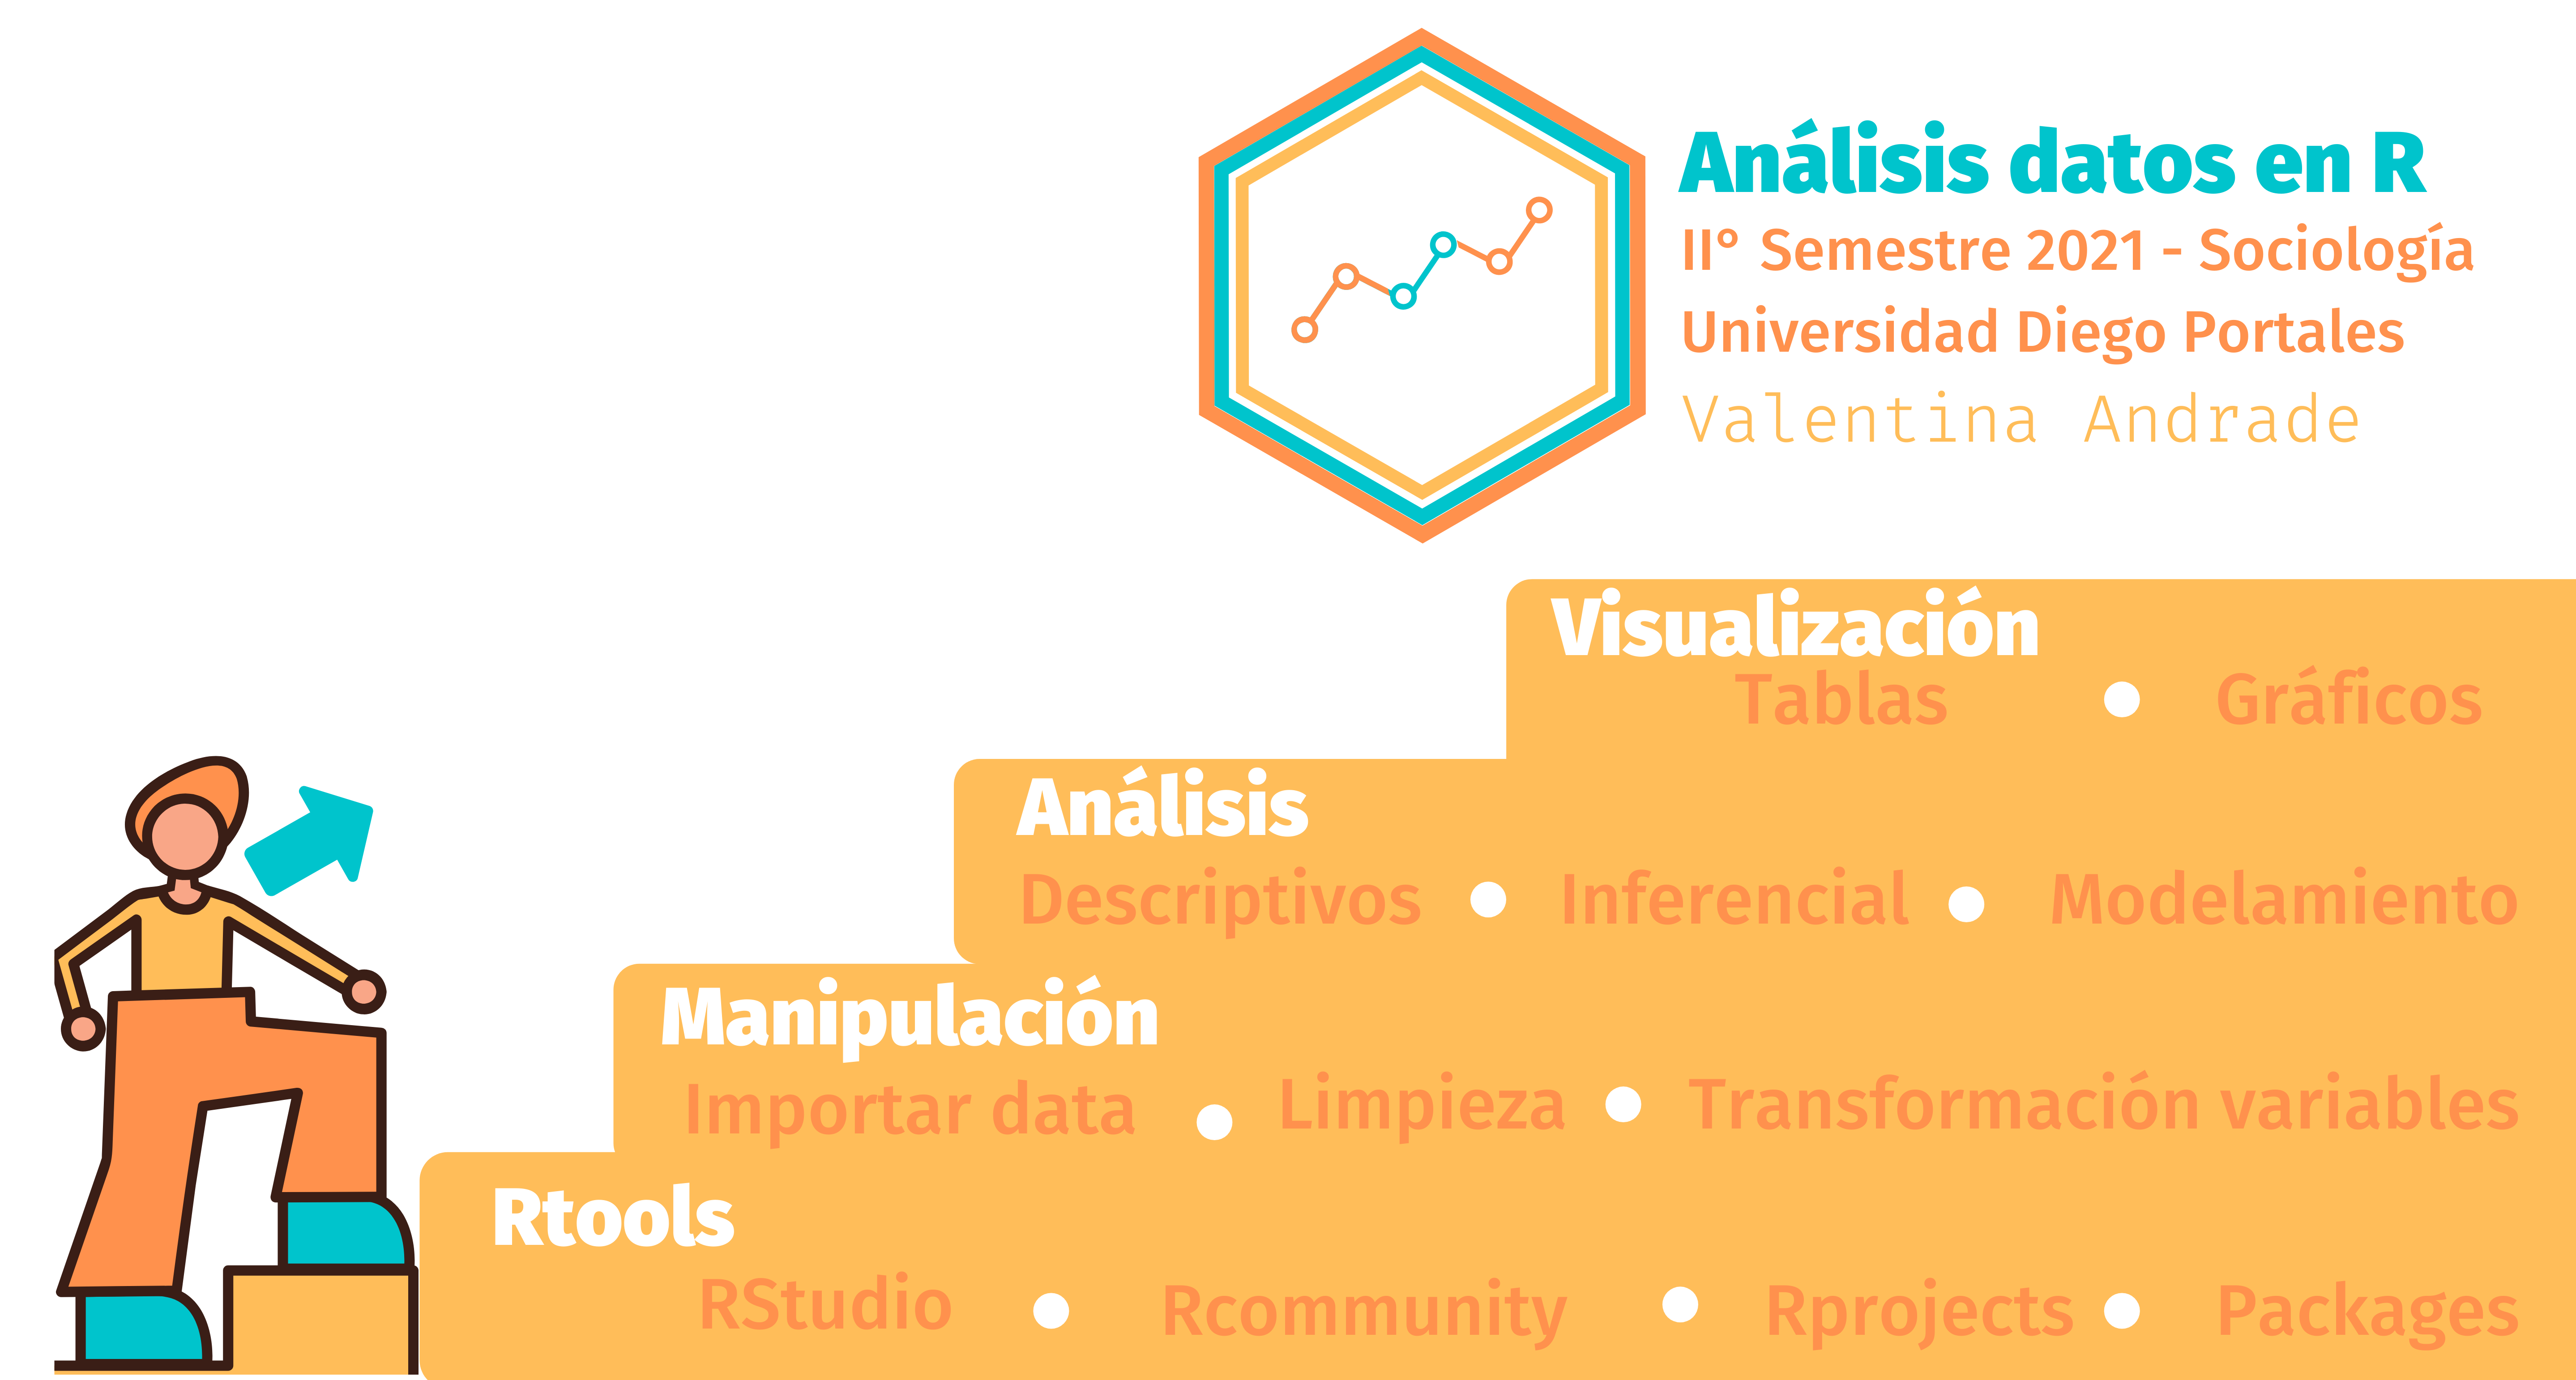 Análisis datos en R
II° Semestre 2021 - Sociología
Universidad Diego Portales
Valentina Andrade
Visualización
Tablas • Gráficos
Análisis
Descriptivos • Inferencial • Modelamiento
Manipulación
Importar data • Limpieza • Transformación variables
Rtools
RStudio • Rcommunity • Rprojects • Packages